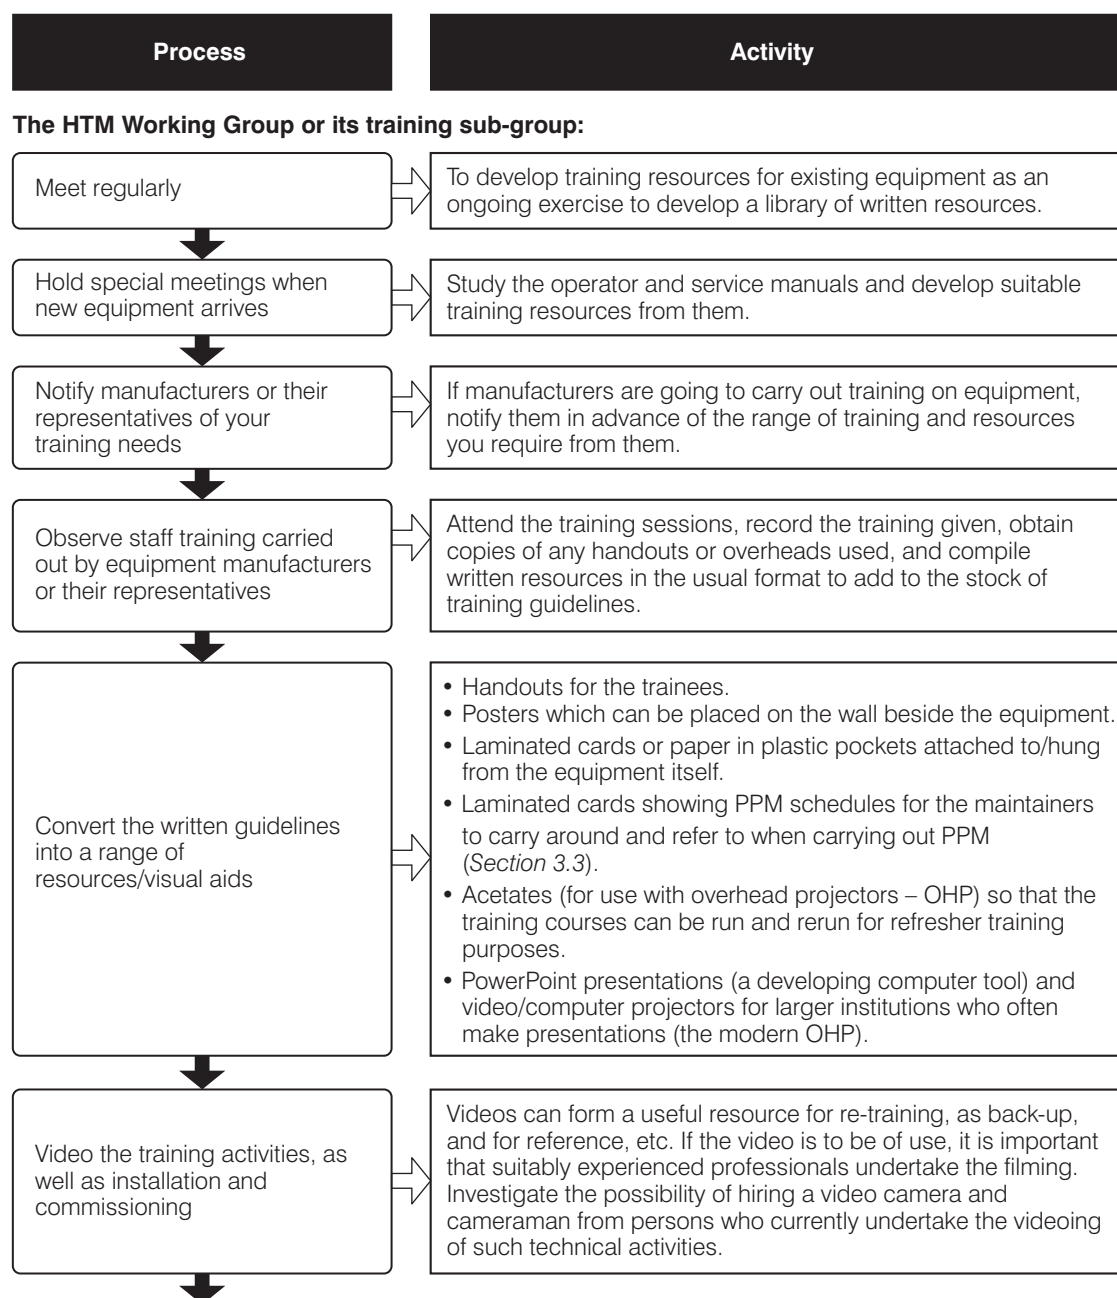 Process
Activity
The HTM Working Group or its training sub-group:
Meet regularly
To develop training resources for existing equipment as an
ongoing exercise to develop a library of written resources.
Hold special meetings when
new equipment arrives
Study the operator and service manuals and develop suitable
training resources from them.
Notify manufacturers or their
representatives of your
training needs
If manufacturers are going to carry out training on equipment,
notify them in advance of the range of training and resources
you require from them.
Observe staff training carried
out by equipment manufacturers
or their representatives
Attend the training sessions, record the training given, obtain
copies of any handouts or overheads used, and compile
written resources in the usual format to add to the stock of
training guidelines.
Convert the written guidelines
into a range of
resources/visual aids
• Handouts for the trainees.
• Posters which can be placed on the wall beside the equipment.
• Laminated cards or paper in plastic pockets attached to/hung
from the equipment itself.
• Laminated cards showing PPM schedules for the maintainers
to carry around and refer to when carrying out PPM
(Section 3.3).
• Acetates (for use with overhead projectors – OHP) so that the
training courses can be run and rerun for refresher training
purposes.
• PowerPoint presentations (a developing computer tool) and
video/computer projectors for larger institutions who often
make presentations (the modern OHP).
Video the training activities, as
well as installation and
commissioning
Videos can form a useful resource for re-training, as back-up,
and for reference, etc. If the video is to be of use, it is important
that suitably experienced professionals undertake the filming.
Investigate the possibility of hiring a video camera and
cameraman from persons who currently undertake the videoing
of such technical activities.